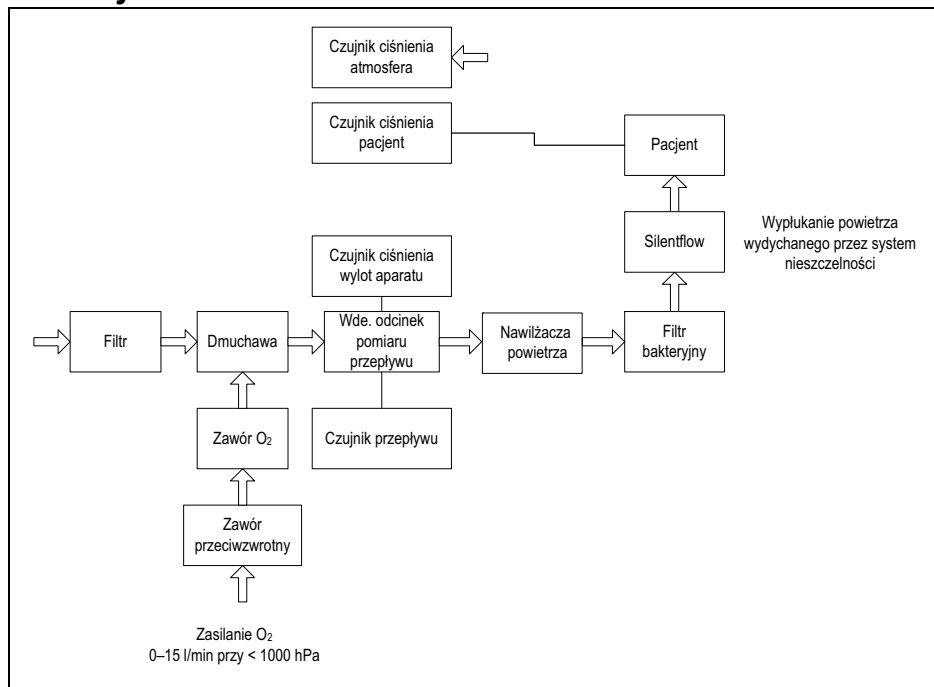 Czujnik ciśnienia
atmosfera
Czujnik ciśnienia
pacjent
Pacjent
Silentflow
Wypłukanie powietrza
wydychanego przez system
nieszczelności
Czujnik ciśnienia
wylot aparatu
Filtr
Dmuchawa
Wde. odcinek
pomiaru
przepływu
Nawilżacza
powietrza
Filtr
bakteryjny
Zawór O₂
Czujnik przepływu
Zawór
przeciwzwrotny
Zasilanie O₂
0–15 l/min przy < 1000 hPa